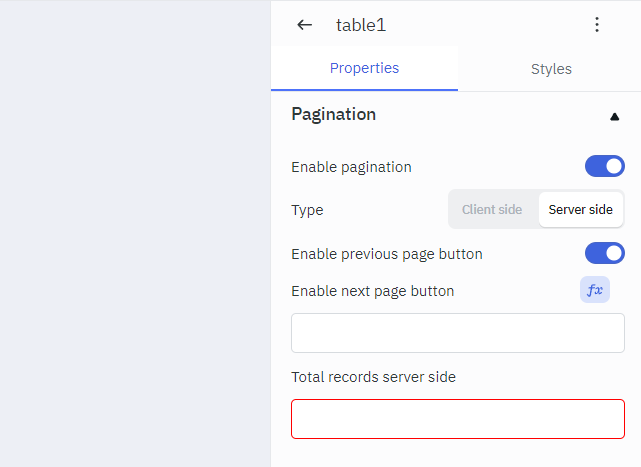 table1
Properties
Styles
Pagination
Enable pagination
Type
Client side
Server side
Enable previous page button
Enable next page button
fx
Total records server side